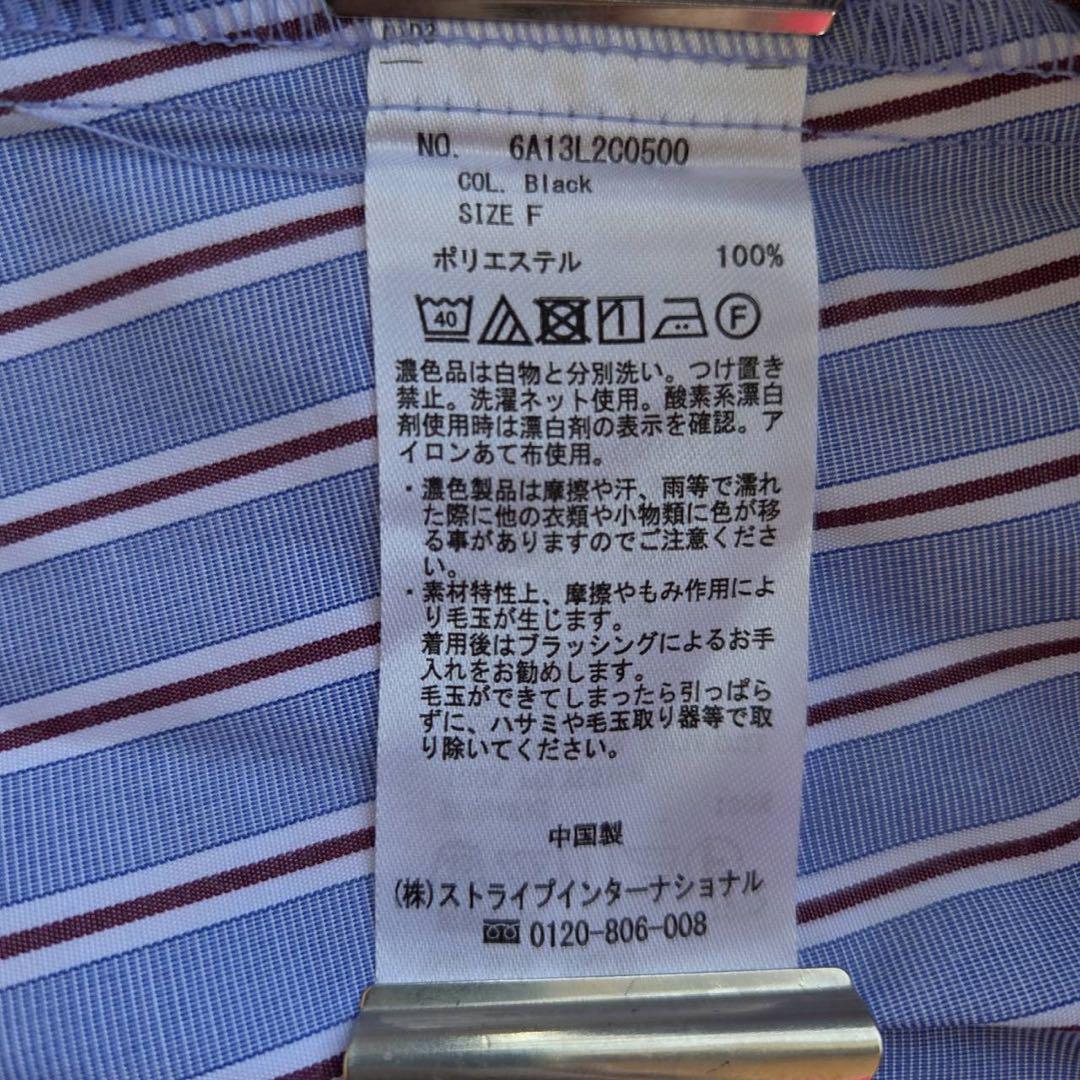 NO. 6A13L2C0500
COL. Black
SIZE F
ポリエステル 100%
40 F
濃色品は白物と分別洗い。つけ置き
禁止。洗濯ネット使用。酸素系漂白
剤使用時は漂白剤の表示を確認。ア
イロンあて布使用。
・濃色製品は摩擦や汗、雨等で濡れ
た際に他の衣類や小物類に色が移
る事がありますのでご注意くださ
い。
・素材特性上、摩擦やもみ作用によ
り毛玉が生じます。
着用後はブラッシングによるお手
入れをお勧めします。
毛玉ができてしまったら引っぱら
ずに、ハサミや毛玉取り器等で取
り除いてください。
中国製
(株)ストライプインターナショナル
0120-806-008